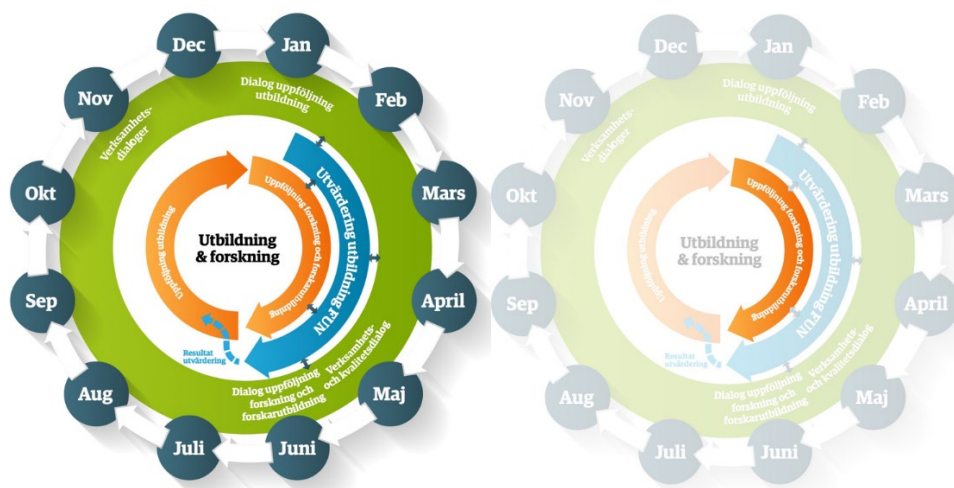 Dec
Jan
Feb
Mars
April
Maj
Juni
Juli
Aug
Sep
Okt
Nov
Dialog uppföljning
utbildning
Verksamhets-
dialoger
Utvärdering utbildning FUN
Uppföljning forskning och forskarutbildning
Uppföljning utbildning
Utbildning
& forskning
Resultat
utvärdering
Verksamhets-
och kvalitetsdialog
Dialog uppföljning
forskning och
forskarutbildning
Dec
Jan
Feb
Mars
April
Maj
Juni
Juli
Aug
Sep
Okt
Nov
Dialog uppföljning
utbildning
Verksamhets-
dialoger
Utvärdering utbildning FUN
Uppföljning forskning och forskarutbildning
Uppföljning utbildning
Utbildning
& forskning
Resultat
utvärdering
Verksamhets-
och kvalitetsdialog
Dialog uppföljning
forskning och
forskarutbildning